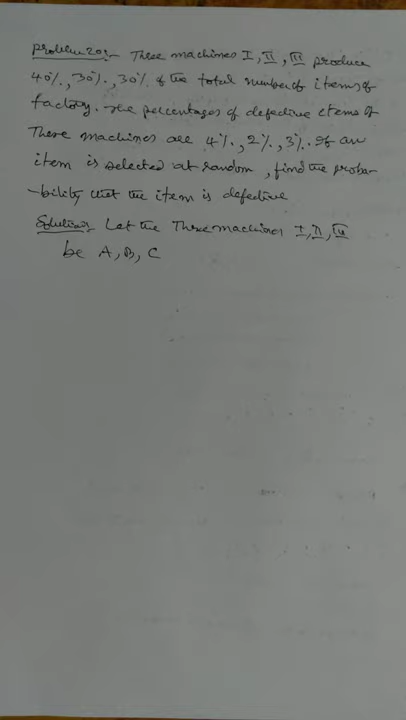 Problem 20:- Three machines I, II, III produce
40%., 30%., 30% of the total number of items of
factory. The percentages of defective items of
These machines are 4%., 2%., 3%. If an
item is selected at random, find the proba-
-bility that the item is defective
Solution:- Let the Three machines I, II, III
be A, B, C